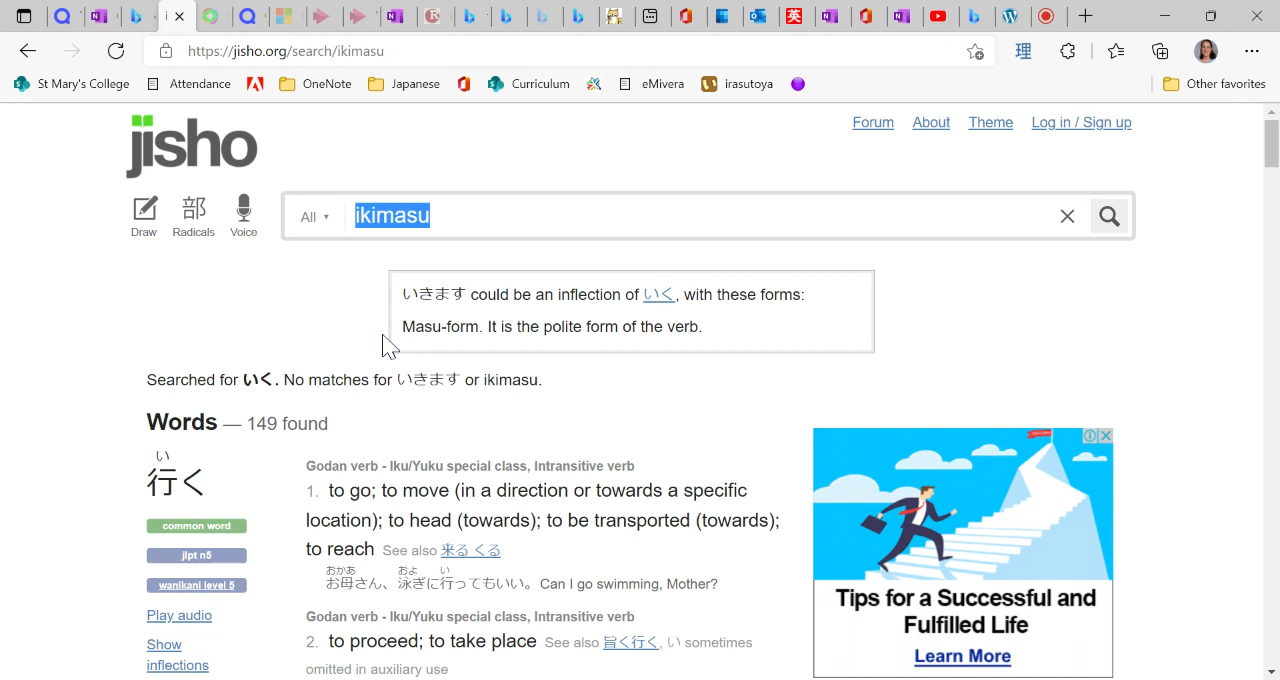 i
英
https://jisho.org/search/ikimasu
理
St Mary's College
Attendance
OneNote
Japanese
Curriculum
eMivera
irasutoya
Other favorites
jisho
Forum
About
Theme
Log in / Sign up
部
Draw
Radicals
Voice
All
ikimasu
いきます could be an inflection of いく, with these forms:
Masu-form. It is the polite form of the verb.
Searched for いく. No matches for いきます or ikimasu.
Words — 149 found
い
行く
common word
jlpt n5
wanikani level 5
Play audio
Show
inflections
Godan verb - Iku/Yuku special class, Intransitive verb
1. to go; to move (in a direction or towards a specific
location); to head (towards); to be transported (towards);
to reach See also 来る くる
おかあ およ い
お母さん、泳ぎに行ってもいい。 Can I go swimming, Mother?
Godan verb - Iku/Yuku special class, Intransitive verb
2. to proceed; to take place See also 旨く行く, い sometimes
omitted in auxiliary use
Tips for a Successful and
Fulfilled Life
Learn More